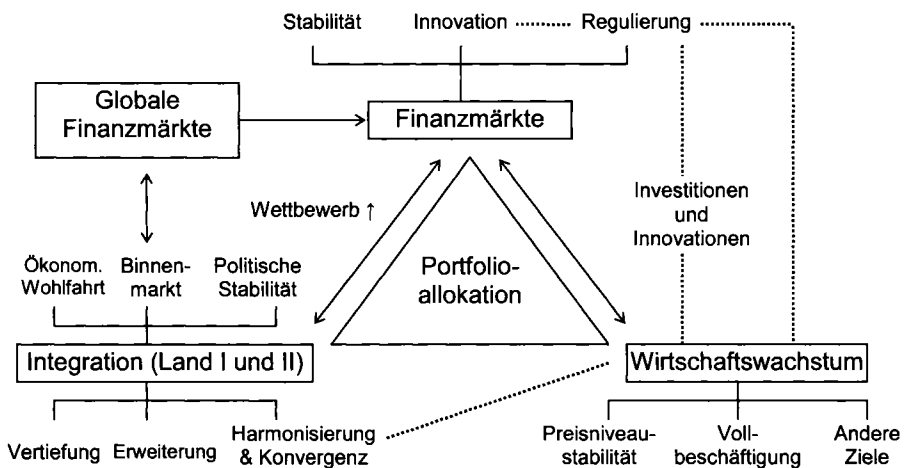 Stabilität Innovation Regulierung
Globale
Finanzmärkte
Finanzmärkte
Wettbewerb ↑
Investitionen
und
Innovationen
Portfolio-
allokation
Ökonom.
Wohlfahrt
Binnen-
markt
Politische
Stabilität
Integration (Land I und II)
Wirtschaftswachstum
Vertiefung Erweiterung
Harmonisierung
& Konvergenz
Preisniveau-
stabilität
Voll-
beschäftigung
Andere
Ziele